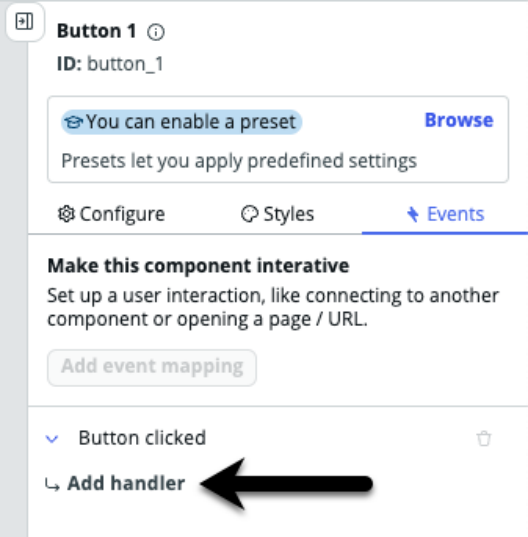 Button 1
ID: button_1
You can enable a preset
Browse
Presets let you apply predefined settings
Configure
Styles
Events
Make this component interative
Set up a user interaction, like connecting to another
component or opening a page / URL.
Add event mapping
Button clicked
Add handler